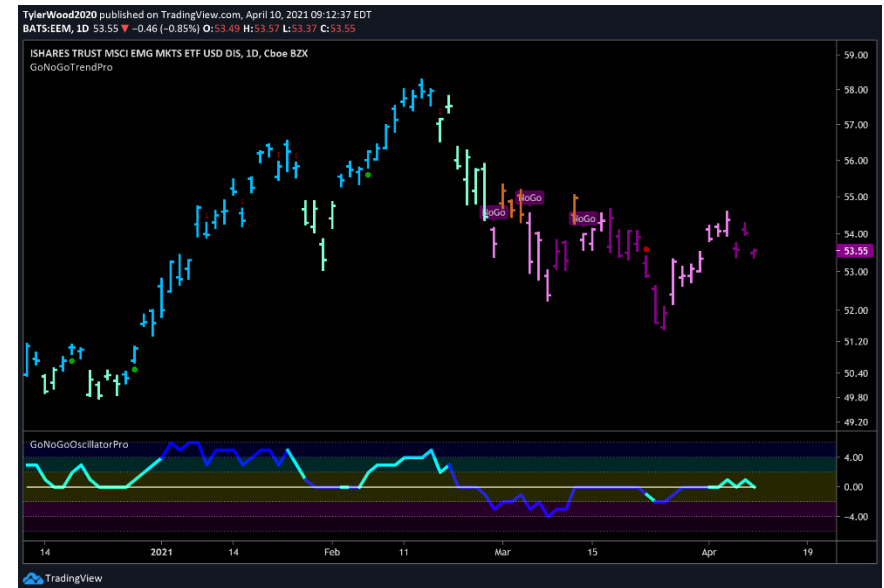 TylerWood2020 published on TradingView.com, April 10, 2021 09:12:37 EDT
BATS:EEM, 1D 53.55 ▼ −0.46 (−0.85%) O:53.49 H:53.57 L:53.37 C:53.55
ISHARES TRUST MSCI EMG MKTS ETF USD DIS, 1D, Cboe BZX
GoNoGoTrendPro
59.00
58.00
57.00
56.00
55.00
NoGo
NoGo
NoGo
54.00
53.55
53.00
52.00
51.20
50.40
49.80
49.20
GoNoGoOscillatorPro
4.00
0.00
−4.00
14 2021 14 Feb 11 Mar 15 Apr 19
TradingView